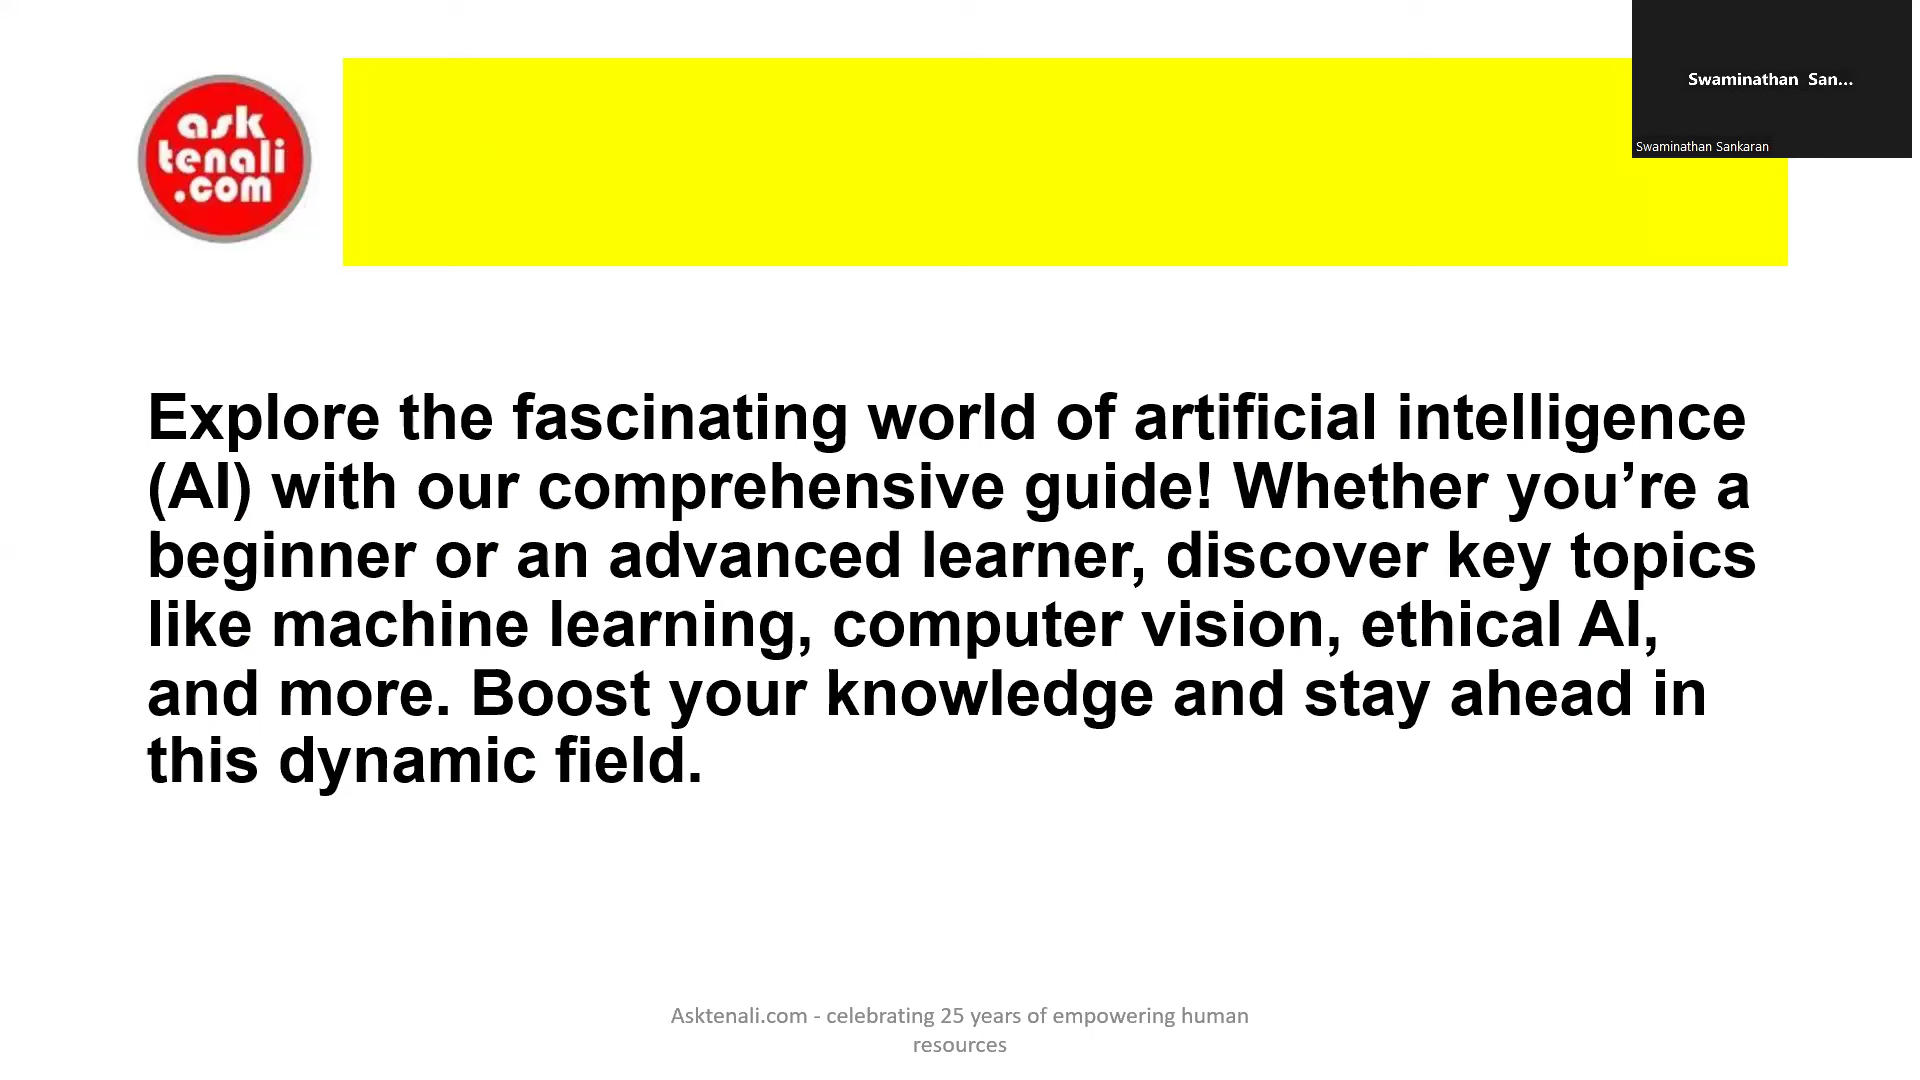 ask
tenali
.com
Swaminathan San...
Swaminathan Sankaran
Explore the fascinating world of artificial intelligence
(AI) with our comprehensive guide! Whether you’re a
beginner or an advanced learner, discover key topics
like machine learning, computer vision, ethical AI,
and more. Boost your knowledge and stay ahead in
this dynamic field.
Asktenali.com - celebrating 25 years of empowering human
resources